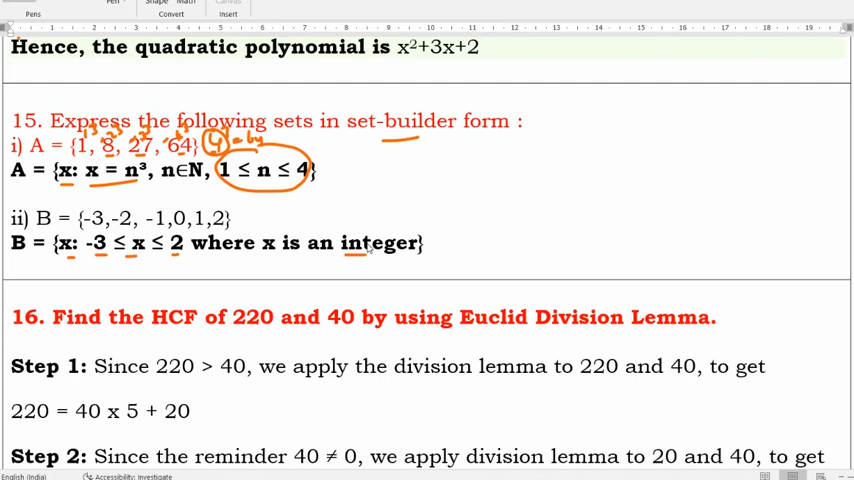 Pens
Convert
Insert
Hence, the quadratic polynomial is x²+3x+2
15. Express the following sets in set-builder form :
1³ 2³ 3³ 4³
i) A = {1, 8, 27, 64}
A = {x: x = n³, n∈N, 1 ≤ n ≤ 4}
ii) B = {-3,-2, -1,0,1,2}
B = {x: -3 ≤ x ≤ 2 where x is an integer}
16. Find the HCF of 220 and 40 by using Euclid Division Lemma.
Step 1: Since 220 > 40, we apply the division lemma to 220 and 40, to get
220 = 40 x 5 + 20
Step 2: Since the reminder 40 ≠ 0, we apply division lemma to 20 and 40, to get
English (India) Accessibility: Investigate